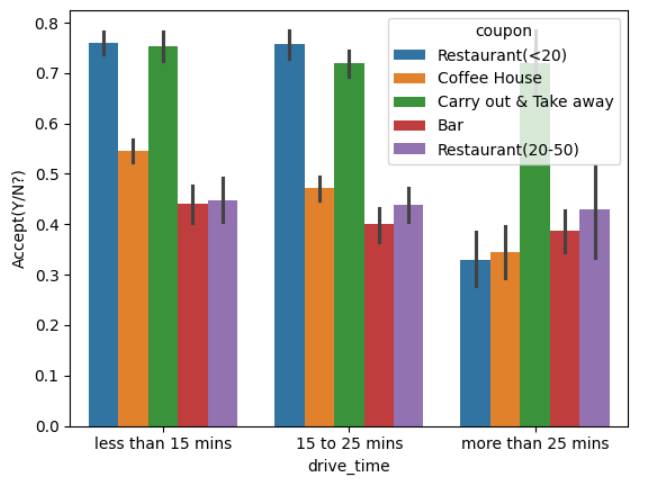 0.8
0.7
0.6
0.5
0.4
0.3
0.2
0.1
0.0
Accept(Y/N?)
coupon
Restaurant(<20)
Coffee House
Carry out & Take away
Bar
Restaurant(20-50)
less than 15 mins
15 to 25 mins
more than 25 mins
drive_time